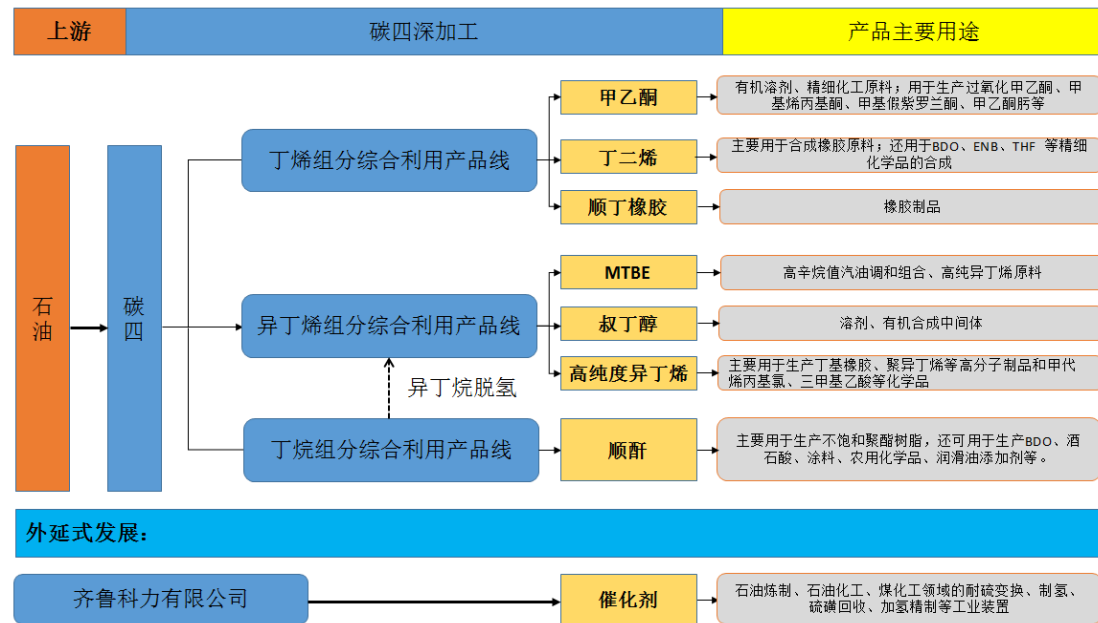 上游
碳四深加工
产品主要用途
石油
碳四
丁烯组分综合利用产品线
甲乙酮
有机溶剂、精细化工原料；用于生产过氧化甲乙酮、甲
基烯丙基酮、甲基假紫罗兰酮、甲乙酮肟等
丁二烯
主要用于合成橡胶原料；还用于BDO、ENB、THF 等精细
化学品的合成
顺丁橡胶
橡胶制品
异丁烯组分综合利用产品线
MTBE
高辛烷值汽油调和组合、高纯异丁烯原料
叔丁醇
溶剂、有机合成中间体
高纯度异丁烯
主要用于生产丁基橡胶、聚异丁烯等高分子制品和甲代
烯丙基氯、三甲基乙酸等化学品
异丁烷脱氢
丁烷组分综合利用产品线
顺酐
主要用于生产不饱和聚酯树脂，还可用于生产BDO、酒
石酸、涂料、农用化学品、润滑油添加剂等。
外延式发展：
齐鲁科力有限公司
催化剂
石油炼制、石油化工、煤化工领域的耐硫变换、制氢、
硫磺回收、加氢精制等工业装置